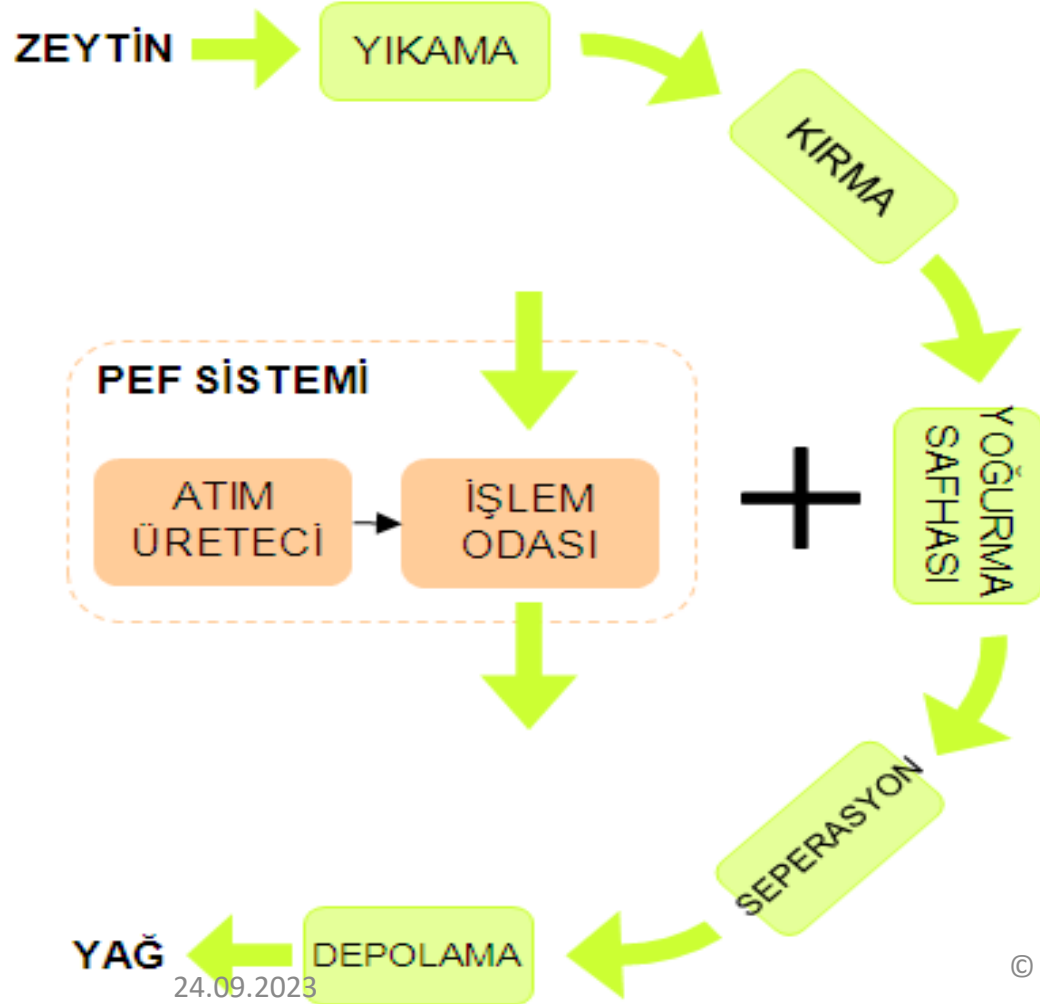 ZEYTİN
YIKAMA
KIRMA
PEF SİSTEMİ
ATIM
ÜRETECİ
İŞLEM
ODASI
YOĞURMA
SAFHASI
SEPERASYON
DEPOLAMA
YAĞ
24.09.2023
©